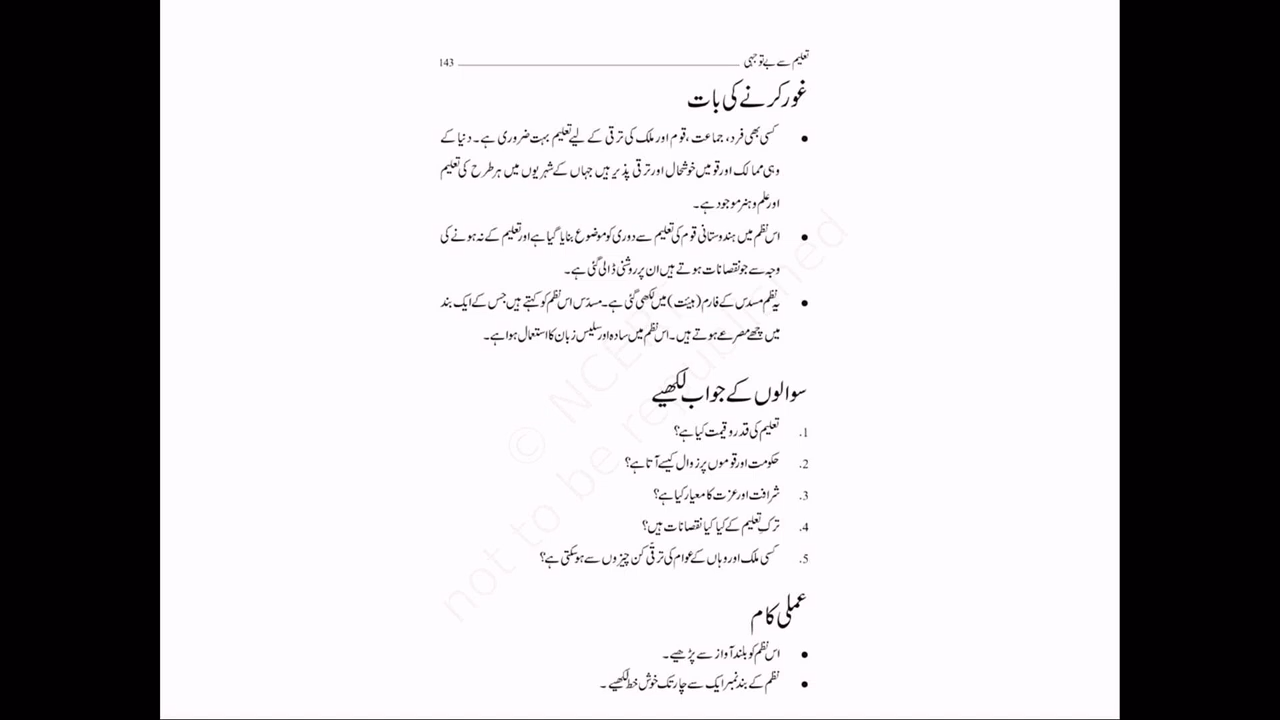 تعلیم سے بے توجہی 143
غور کرنے کی بات
● کسی بھی فرد، جماعت، قوم اور ملک کی ترقی کے لیے تعلیم بہت ضروری ہے۔ دنیا کے
وہی ممالک اور قومیں خوشحال اور ترقی پذیر ہیں جہاں کے شہریوں میں ہر طرح کی تعلیم
اور علم و ہنر موجود ہے۔
● اس نظم میں ہندوستانی قوم کی تعلیم سے دوری کو موضوع بنایا گیا ہے اور تعلیم کے نہ ہونے کی
وجہ سے جو نقصانات ہوتے ہیں ان پر روشنی ڈالی گئی ہے۔
● یہ نظم مسدس کے فارم (ہیئت) میں لکھی گئی ہے۔ مسدّس اس نظم کو کہتے ہیں جس کے ایک بند
میں چھے مصرعے ہوتے ہیں۔ اس نظم میں سادہ اور سلیس زبان کا استعمال ہوا ہے۔
سوالوں کے جواب لکھیے
1. تعلیم کی قدر و قیمت کیا ہے؟
2. حکومت اور قوموں پر زوال کیسے آتا ہے؟
3. شرافت اور عزت کا معیار کیا ہے؟
4. ترکِ تعلیم کے کیا کیا نقصانات ہیں؟
5. کسی ملک اور وہاں کے عوام کی ترقّی کن چیزوں سے ہوسکتی ہے؟
عملی کام
● اس نظم کو بلند آواز سے پڑھیے۔
● نظم کے بند نمبر ایک سے چار تک خوش خط لکھیے۔
© NCERT
not to be republished